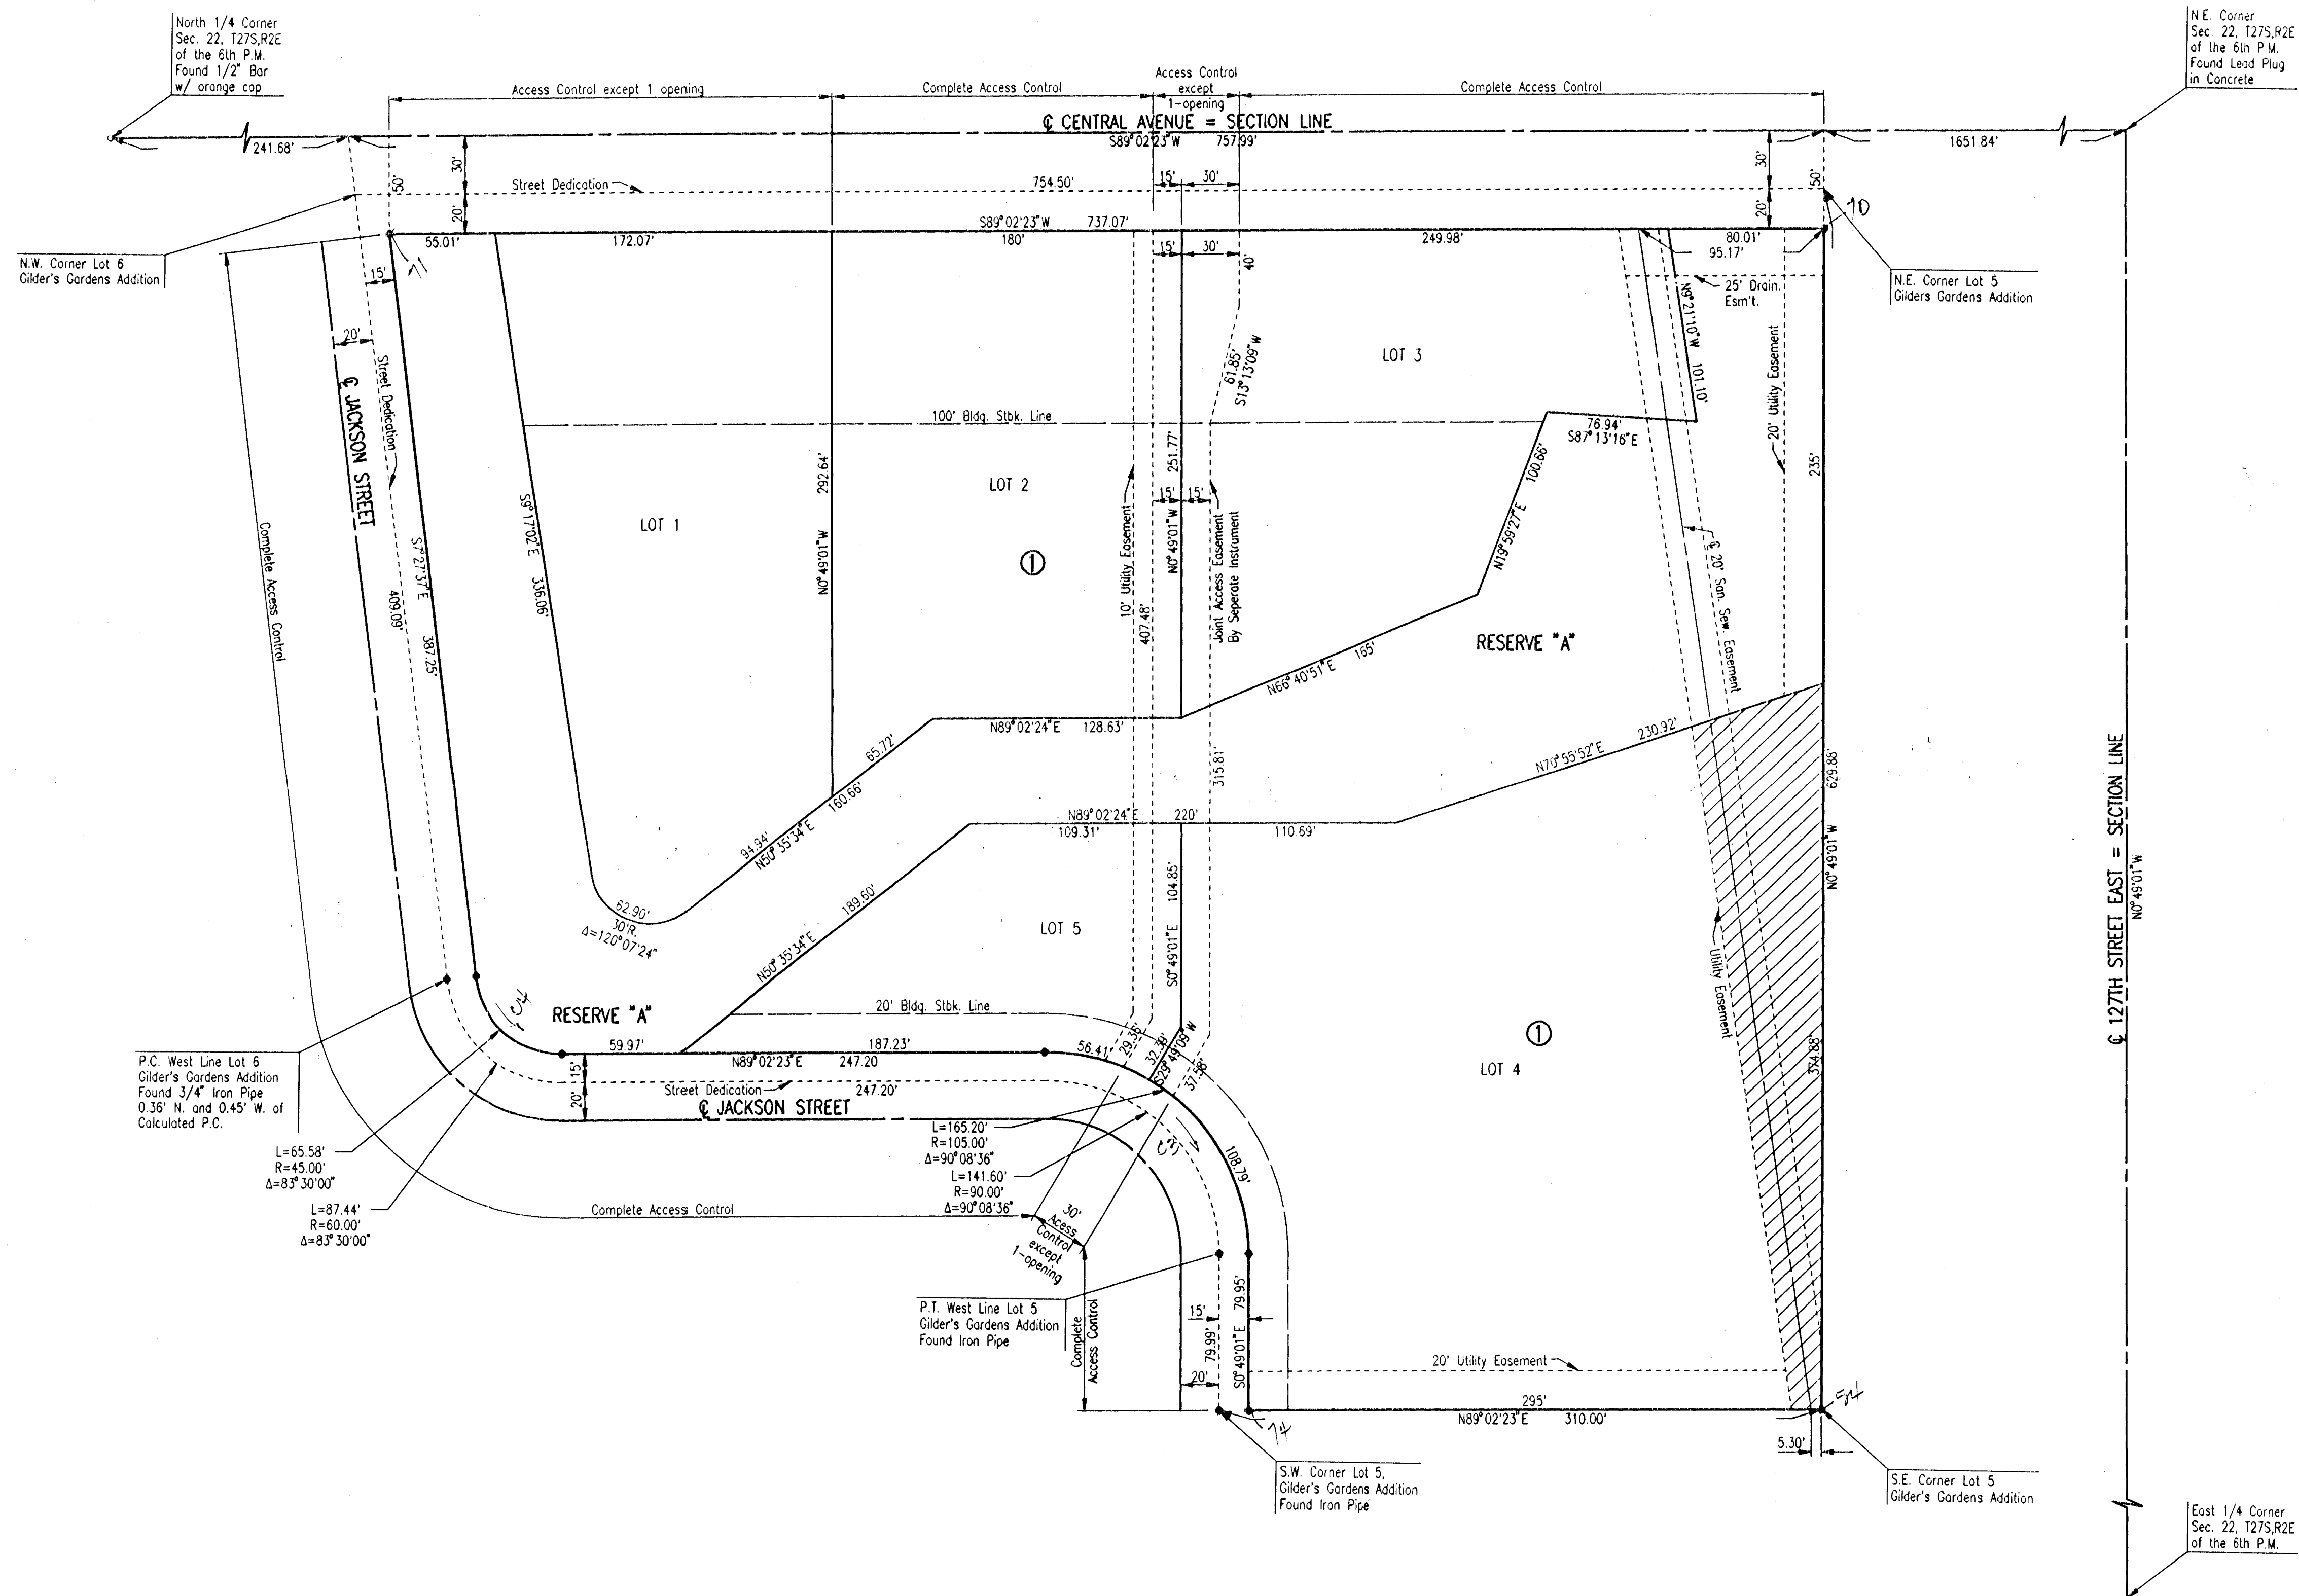 North 1/4 Corner
Sec. 22, T27S,R2E
of the 6th P.M.
Found 1/2" Bar
w/ orange cap
N.E. Corner
Sec. 22, T27S,R2E
of the 6th P.M.
Found Lead Plug
in Concrete
Access Control except 1 opening
Complete Access Control
Access Control
except
1-opening
Complete Access Control
℄ CENTRAL AVENUE = SECTION LINE
S89°02'23"W 757.99'
241.68'
1651.84'
30'
50'
20'
Street Dedication
754.50'
15'
30'
30'
50'
20'
70
S89°02'23"W 737.07'
55.01'
172.07'
180'
15'
30'
249.98'
80.01'
95.17'
N.W. Corner Lot 6
Gilder's Gardens Addition
71
15'
20'
40'
25' Drain.
Esm't.
N.E. Corner Lot 5
Gilders Gardens Addition
N9°21'10"W 101.10'
20' Utility Easement
℄ JACKSON STREET
Street Dedication
61.85'
S13°13'09"W
LOT 3
100' Bldg. Stbk. Line
76.94'
S87°13'16"E
235'
Complete Access Control
S7°27'37"E 387.25'
409.09'
S9°17'02"E 336.06'
LOT 1
292.64'
N0°49'01"W
LOT 2
1
10' Utility Easement
407.48'
251.77'
N0°49'01"W
15'
15'
Joint Access Easement
By Seperate Instrument
N19°59'27"E 100.66'
℄ 20' San. Sew. Easement
RESERVE "A"
N66°40'51"E 165'
N89°02'24"E 128.63'
65.72'
160.66'
94.94'
N50°35'34"E
315.81'
N70°55'52"E 230.92'
629.88'
N0°49'01"W
℄ 127TH STREET EAST = SECTION LINE
N0°49'01"W
N89°02'24"E 220'
109.31'
110.69'
62.90'
30'R.
Δ=120°07'24"
N50°35'34"E 189.60'
LOT 5
S0°49'01"E 104.85'
Utility Easement
C4
RESERVE "A"
20' Bldg. Stbk. Line
1
LOT 4
374.88'
59.97'
187.23'
N89°02'23"E 247.20
56.41'
29.36'
32.38'
S29°49'09"W
37.58'
15'
20'
Street Dedication
247.20'
℄ JACKSON STREET
P.C. West Line Lot 6
Gilder's Gardens Addition
Found 3/4" Iron Pipe
0.36' N. and 0.45' W. of
Calculated P.C.
L=65.58'
R=45.00'
Δ=83°30'00"
L=87.44'
R=60.00'
Δ=83°30'00"
L=165.20'
R=105.00'
Δ=90°08'36"
L=141.60'
R=90.00'
Δ=90°08'36"
C3
108.79'
Complete Access Control
30'
Acess
Control
except
1-opening
Complete
Access Control
P.T. West Line Lot 5
Gilder's Gardens Addition
Found Iron Pipe
15'
79.99'
20'
S0°49'01"E 79.95'
20' Utility Easement
295'
N89°02'23"E 310.00'
74
54
5.30'
S.W. Corner Lot 5,
Gilder's Gardens Addition
Found Iron Pipe
S.E. Corner Lot 5
Gilder's Gardens Addition
East 1/4 Corner
Sec. 22, T27S,R2E
of the 6th P.M.